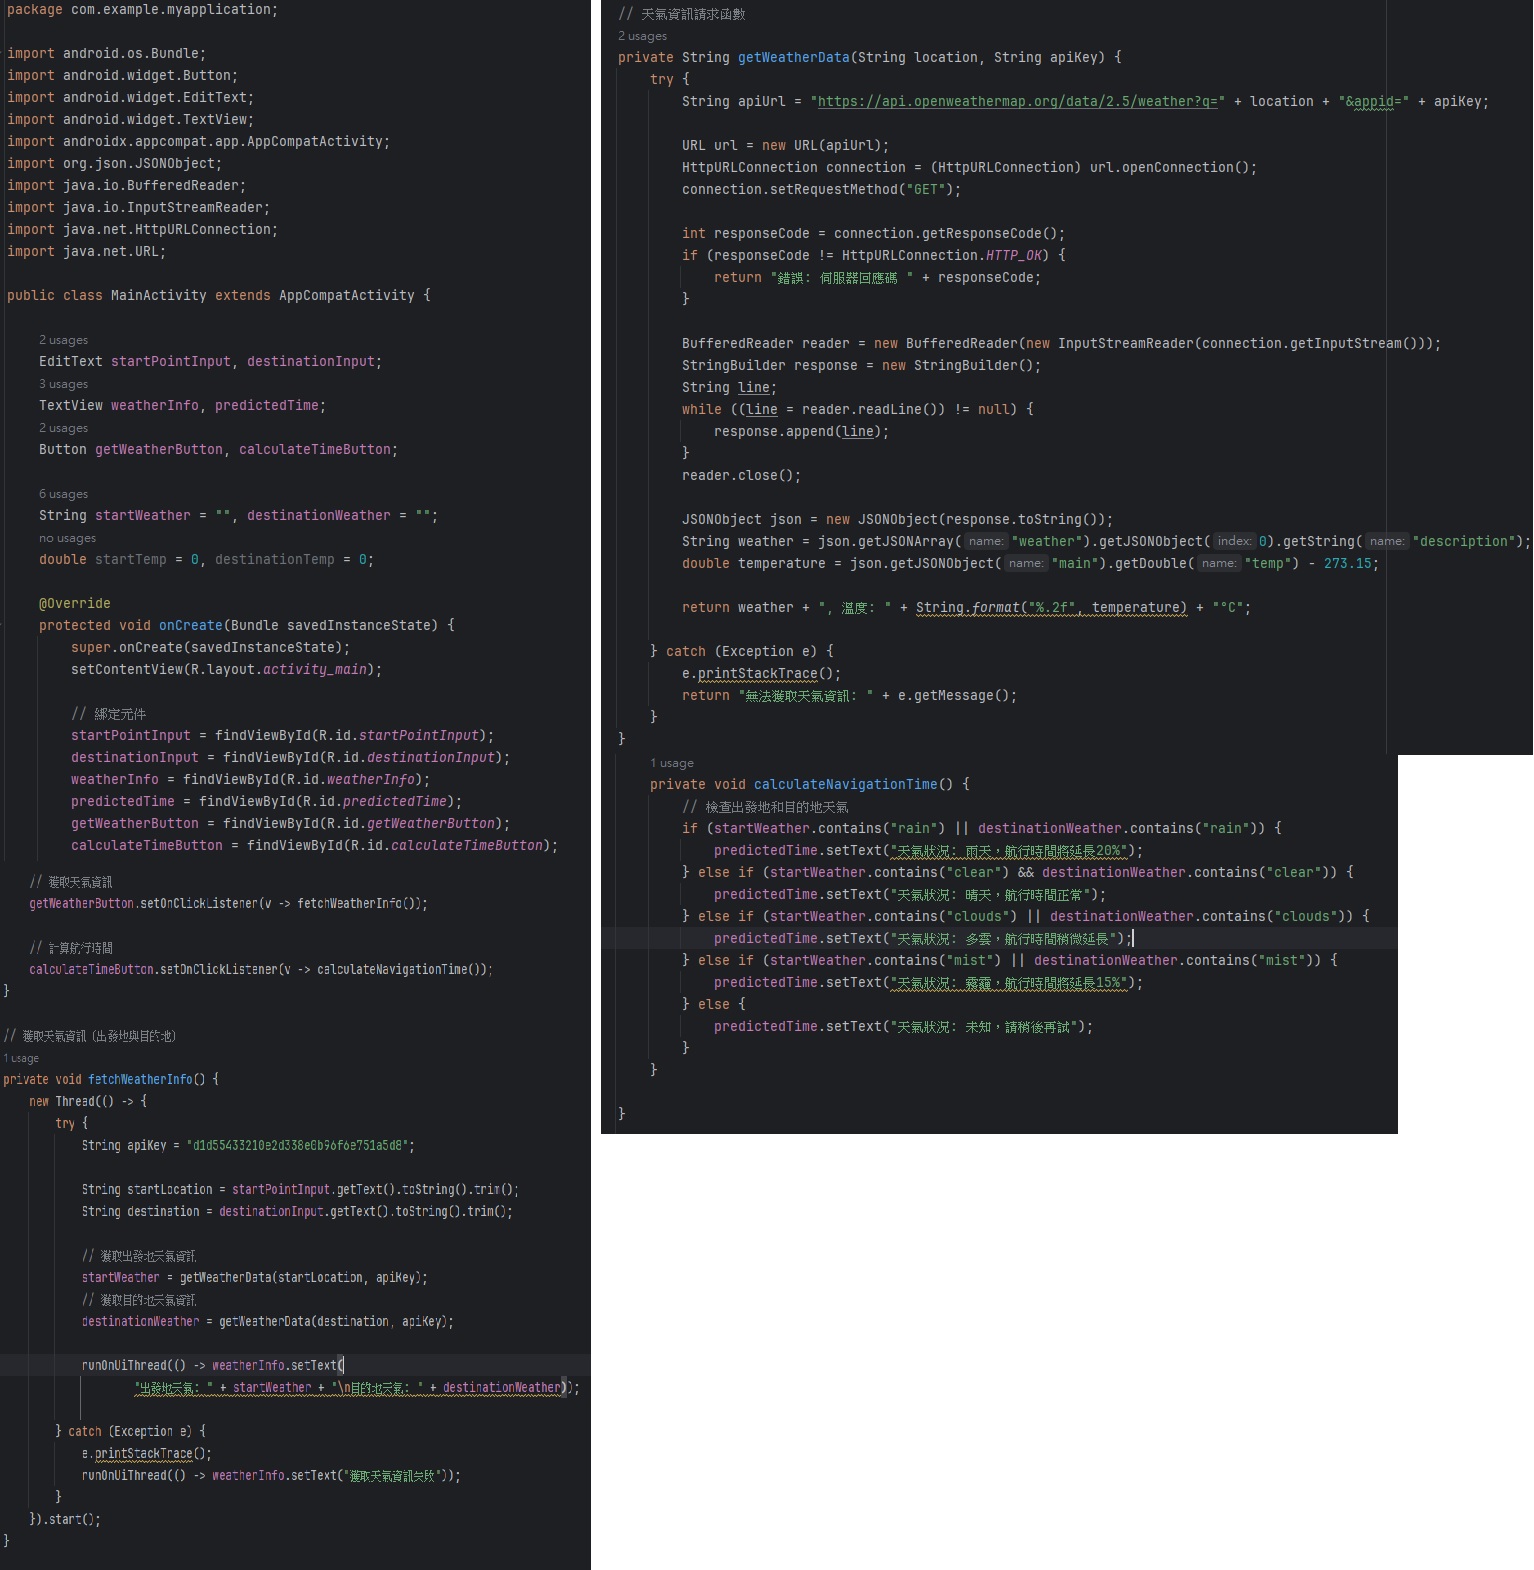 package com.example.myapplication;
import android.os.Bundle;
import android.widget.Button;
import android.widget.EditText;
import android.widget.TextView;
import androidx.appcompat.app.AppCompatActivity;
import org.json.JSONObject;
import java.io.BufferedReader;
import java.io.InputStreamReader;
import java.net.HttpURLConnection;
import java.net.URL;
public class MainActivity extends AppCompatActivity {
2 usages
EditText startPointInput, destinationInput;
3 usages
TextView weatherInfo, predictedTime;
2 usages
Button getWeatherButton, calculateTimeButton;
6 usages
String startWeather = "", destinationWeather = "";
no usages
double startTemp = 0, destinationTemp = 0;
@Override
protected void onCreate(Bundle savedInstanceState) {
super.onCreate(savedInstanceState);
setContentView(R.layout.activity_main);
// 綁定元件
startPointInput = findViewById(R.id.startPointInput);
destinationInput = findViewById(R.id.destinationInput);
weatherInfo = findViewById(R.id.weatherInfo);
predictedTime = findViewById(R.id.predictedTime);
getWeatherButton = findViewById(R.id.getWeatherButton);
calculateTimeButton = findViewById(R.id.calculateTimeButton);
// 獲取天氣資訊
getWeatherButton.setOnClickListener(v -> fetchWeatherInfo());
// 計算航行時間
calculateTimeButton.setOnClickListener(v -> calculateNavigationTime());
}
// 獲取天氣資訊 (出發地與目的地)
1 usage
private void fetchWeatherInfo() {
new Thread(() -> {
try {
String apiKey = "d1d55433210e2d338e0b96f6e751a5d8";
String startLocation = startPointInput.getText().toString().trim();
String destination = destinationInput.getText().toString().trim();
// 獲取出發地天氣資訊
startWeather = getWeatherData(startLocation, apiKey);
// 獲取目的地天氣資訊
destinationWeather = getWeatherData(destination, apiKey);
runOnUiThread(() -> weatherInfo.setText(
"出發地天氣: " + startWeather + "\n目的地天氣: " + destinationWeather));
} catch (Exception e) {
e.printStackTrace();
runOnUiThread(() -> weatherInfo.setText("獲取天氣資訊失敗"));
}
}).start();
}
// 天氣資訊請求函數
2 usages
private String getWeatherData(String location, String apiKey) {
try {
String apiUrl = "https://api.openweathermap.org/data/2.5/weather?q=" + location + "&appid=" + apiKey;
URL url = new URL(apiUrl);
HttpURLConnection connection = (HttpURLConnection) url.openConnection();
connection.setRequestMethod("GET");
int responseCode = connection.getResponseCode();
if (responseCode != HttpURLConnection.HTTP_OK) {
return "錯誤: 伺服器回應碼 " + responseCode;
}
BufferedReader reader = new BufferedReader(new InputStreamReader(connection.getInputStream()));
StringBuilder response = new StringBuilder();
String line;
while ((line = reader.readLine()) != null) {
response.append(line);
}
reader.close();
JSONObject json = new JSONObject(response.toString());
String weather = json.getJSONArray( name: "weather").getJSONObject( index: 0).getString( name: "description");
double temperature = json.getJSONObject( name: "main").getDouble( name: "temp") - 273.15;
return weather + ", 溫度: " + String.format("%.2f", temperature) + "°C";
} catch (Exception e) {
e.printStackTrace();
return "無法獲取天氣資訊: " + e.getMessage();
}
}
1 usage
private void calculateNavigationTime() {
// 檢查出發地和目的地天氣
if (startWeather.contains("rain") || destinationWeather.contains("rain")) {
predictedTime.setText("天氣狀況: 雨天，航行時間將延長20%");
} else if (startWeather.contains("clear") && destinationWeather.contains("clear")) {
predictedTime.setText("天氣狀況: 晴天，航行時間正常");
} else if (startWeather.contains("clouds") || destinationWeather.contains("clouds")) {
predictedTime.setText("天氣狀況: 多雲，航行時間稍微延長");
} else if (startWeather.contains("mist") || destinationWeather.contains("mist")) {
predictedTime.setText("天氣狀況: 霧霾，航行時間將延長15%");
} else {
predictedTime.setText("天氣狀況: 未知，請稍後再試");
}
}
}